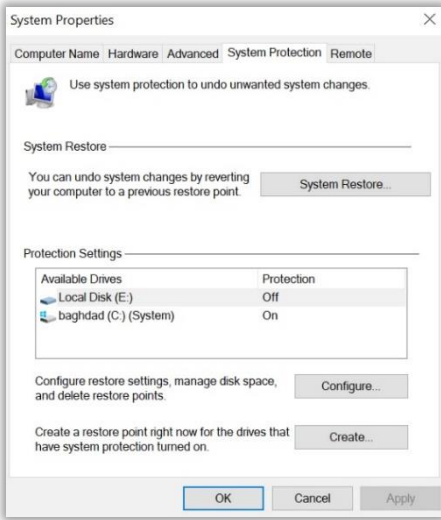 System Properties
Computer Name Hardware Advanced System Protection Remote
Use system protection to undo unwanted system changes.
System Restore
You can undo system changes by reverting
your computer to a previous restore point.
System Restore...
Protection Settings
Available Drives Protection
Local Disk (E:) Off
baghdad (C:) (System) On
Configure restore settings, manage disk space,
and delete restore points.
Configure...
Create a restore point right now for the drives that
have system protection turned on.
Create...
OK Cancel Apply